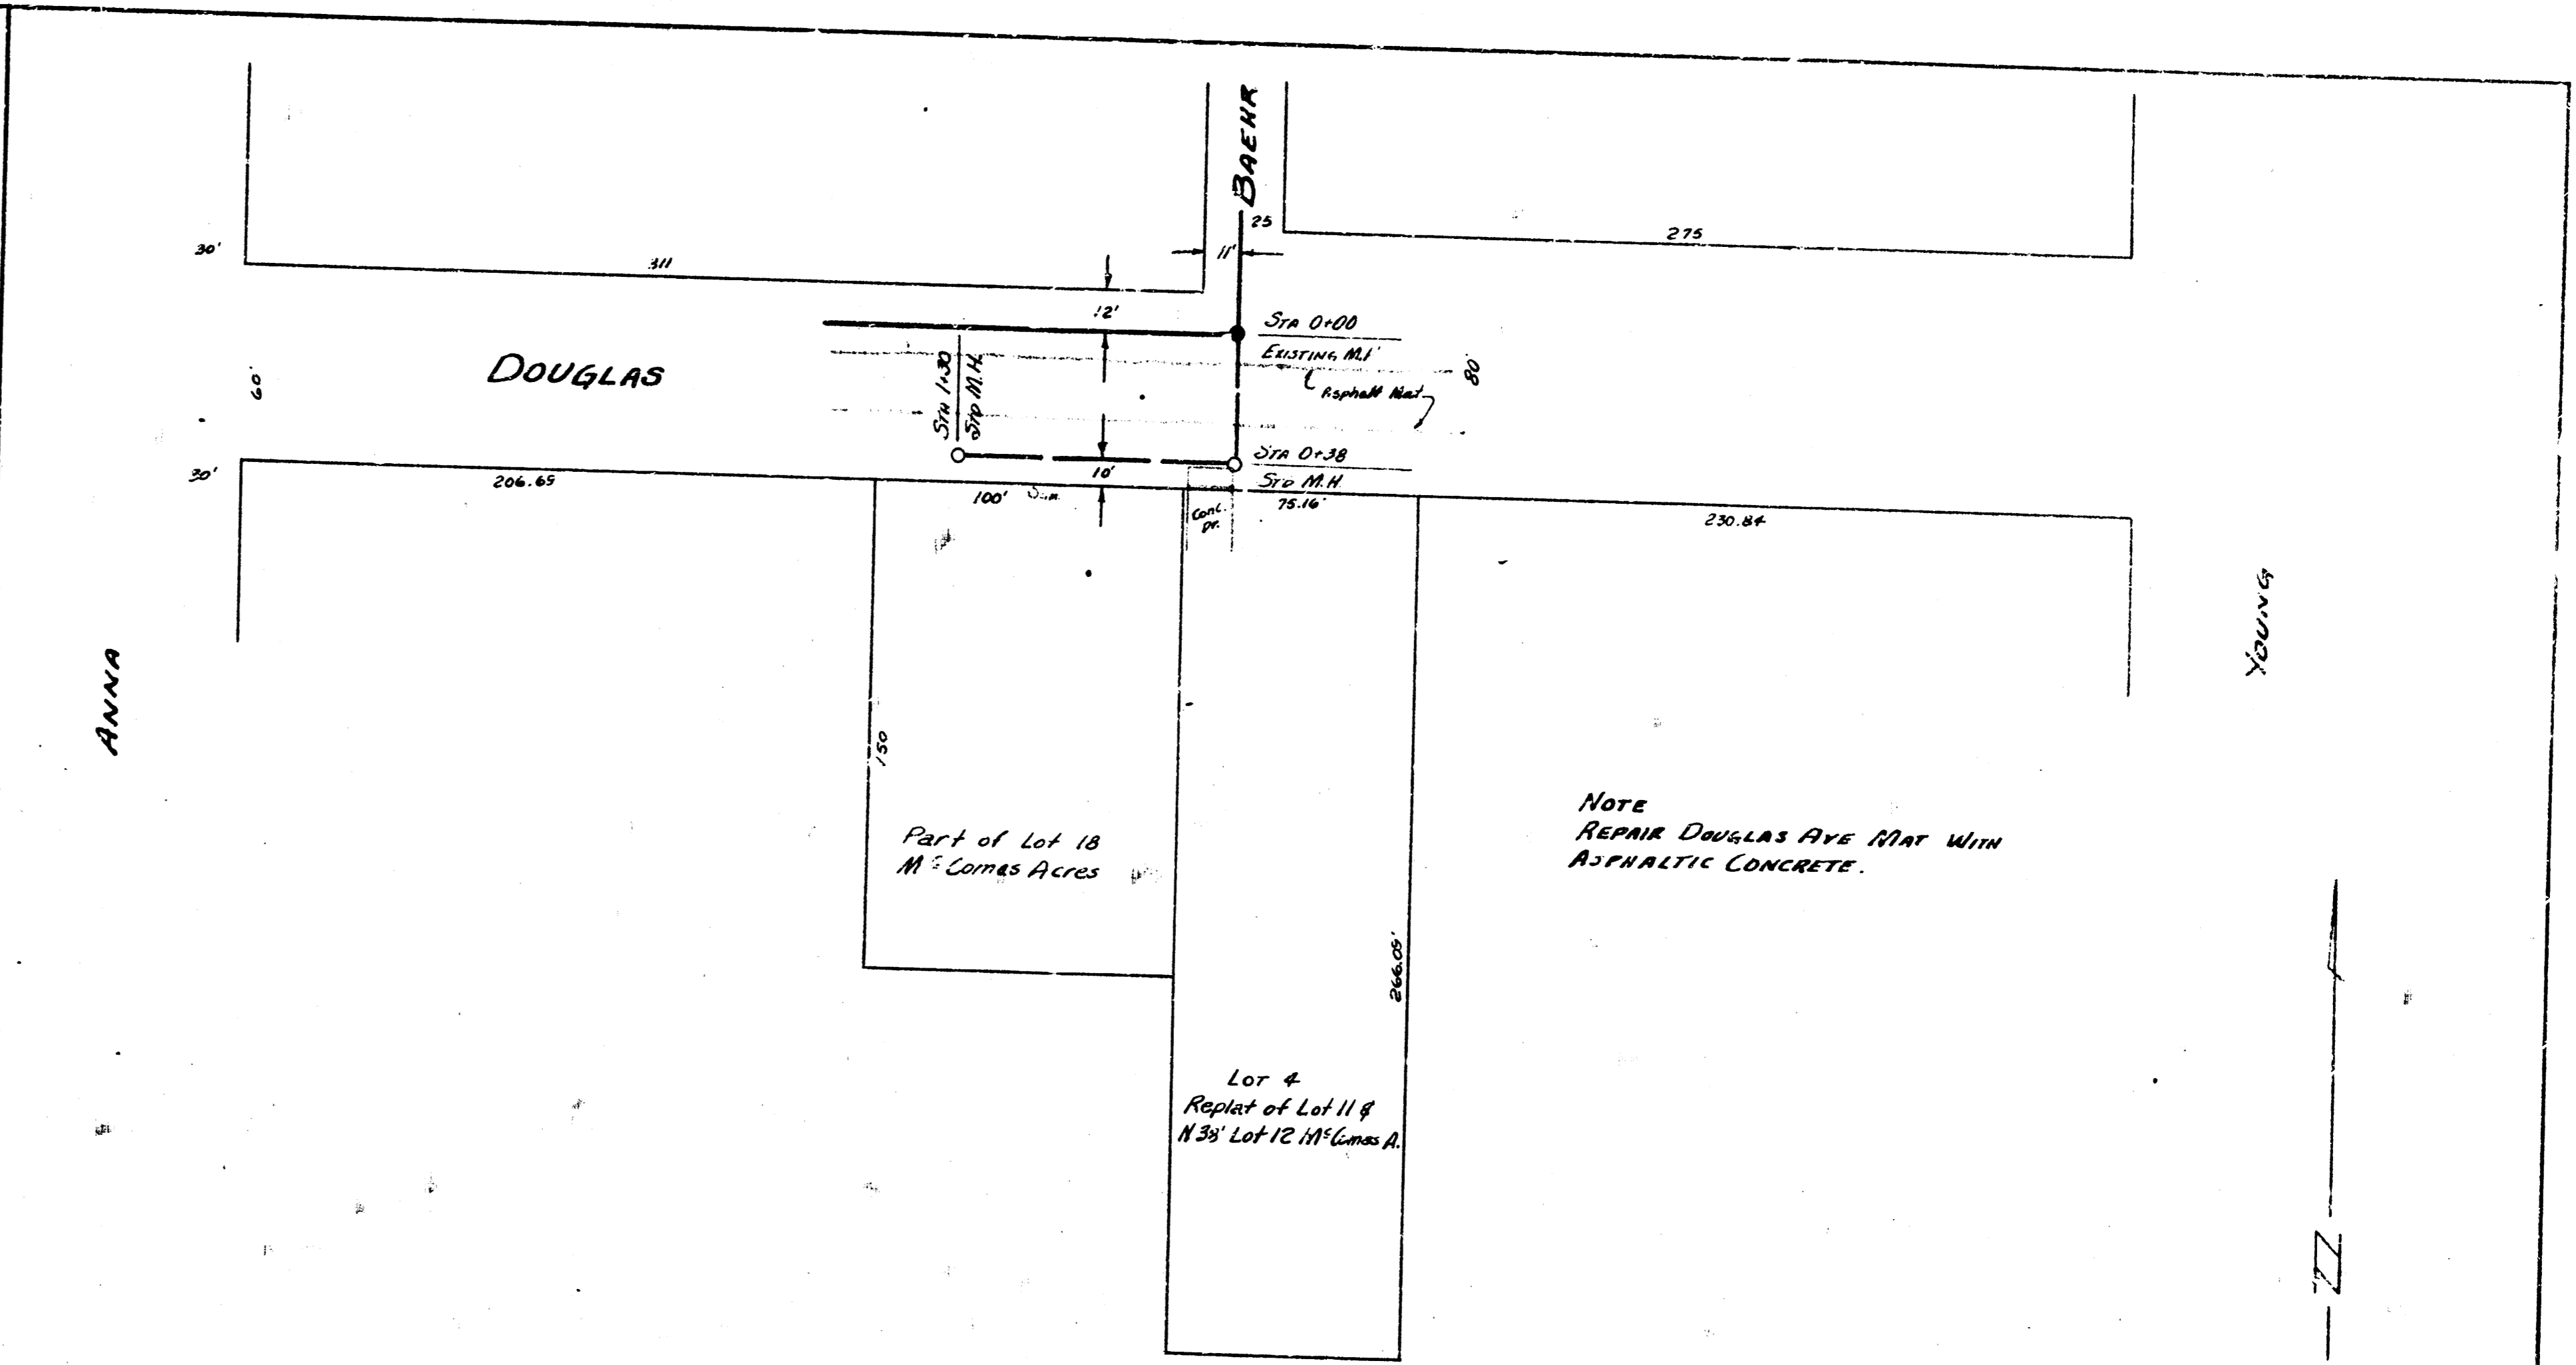 BAEHR
25
11'
30'
311
275
12'
STA 0+00
EXISTING M.H
Asphalt Mat
80'
DOUGLAS
60'
STA 1+30
STD M.H.
STA 0+38
STD M.H.
30'
206.69
10'
100'
Conc.
75.16'
230.84
ANNA
YOUNG
150
Part of Lot 18
McComas Acres
NOTE
REPAIR DOUGLAS AVE MAT WITH
ASPHALTIC CONCRETE.
266.05'
LOT 4
Replat of Lot 11 &
N 38' Lot 12 McComas A.
N